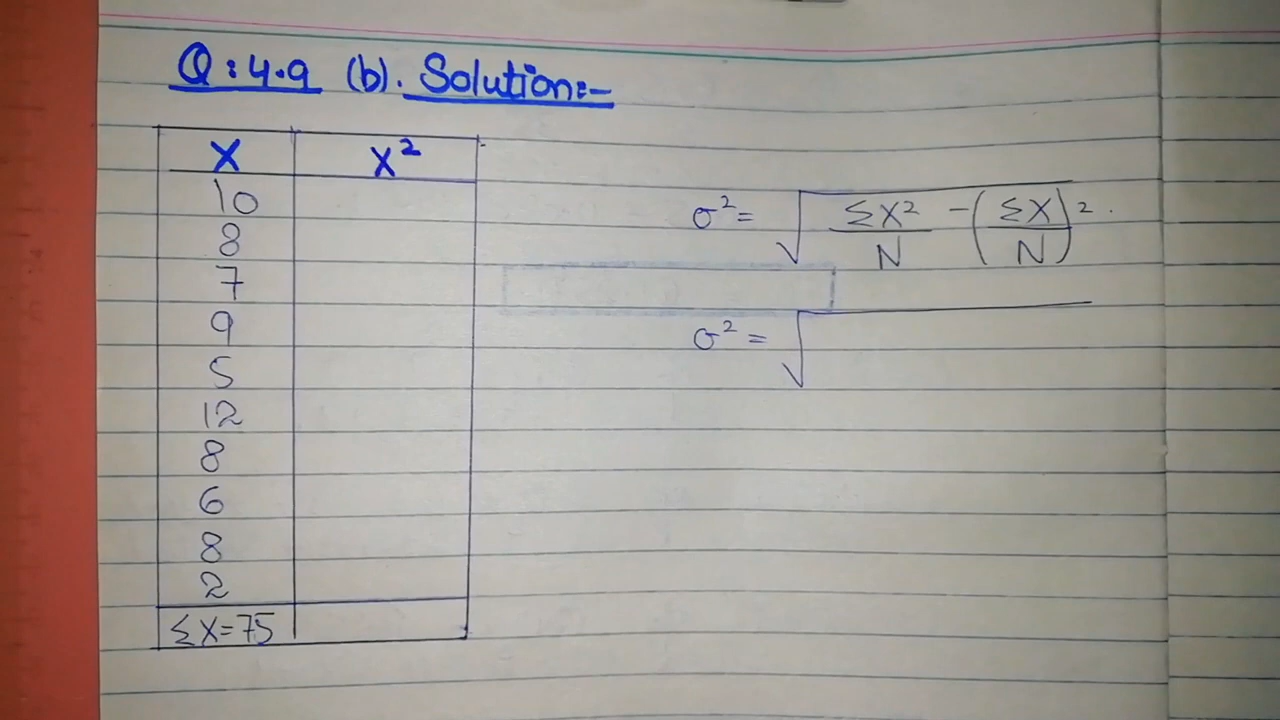 Q:4.9 (b). Solution:-
X X²
10
8
7
9
5
12
8
6
8
2
ΣX=75
σ² = √ ΣX²/N - (ΣX/N)².
σ² = √